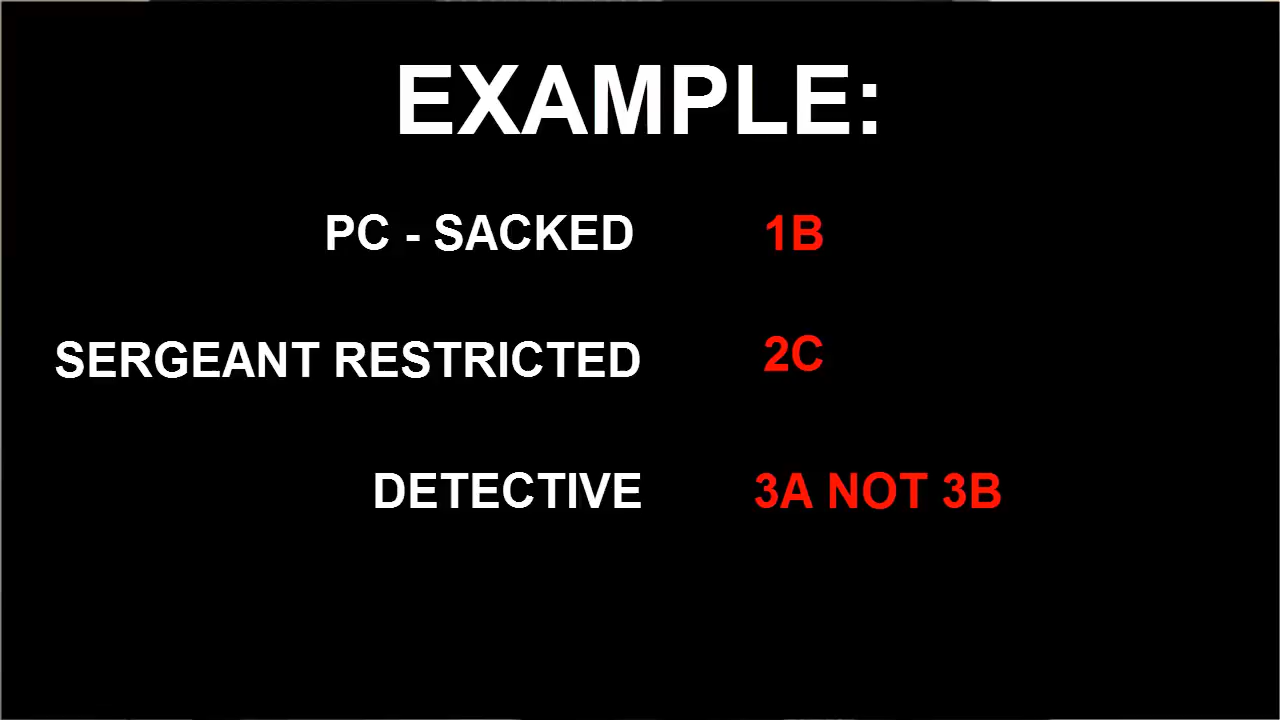 EXAMPLE:
PC - SACKED 1B
SERGEANT RESTRICTED 2C
DETECTIVE 3A NOT 3B